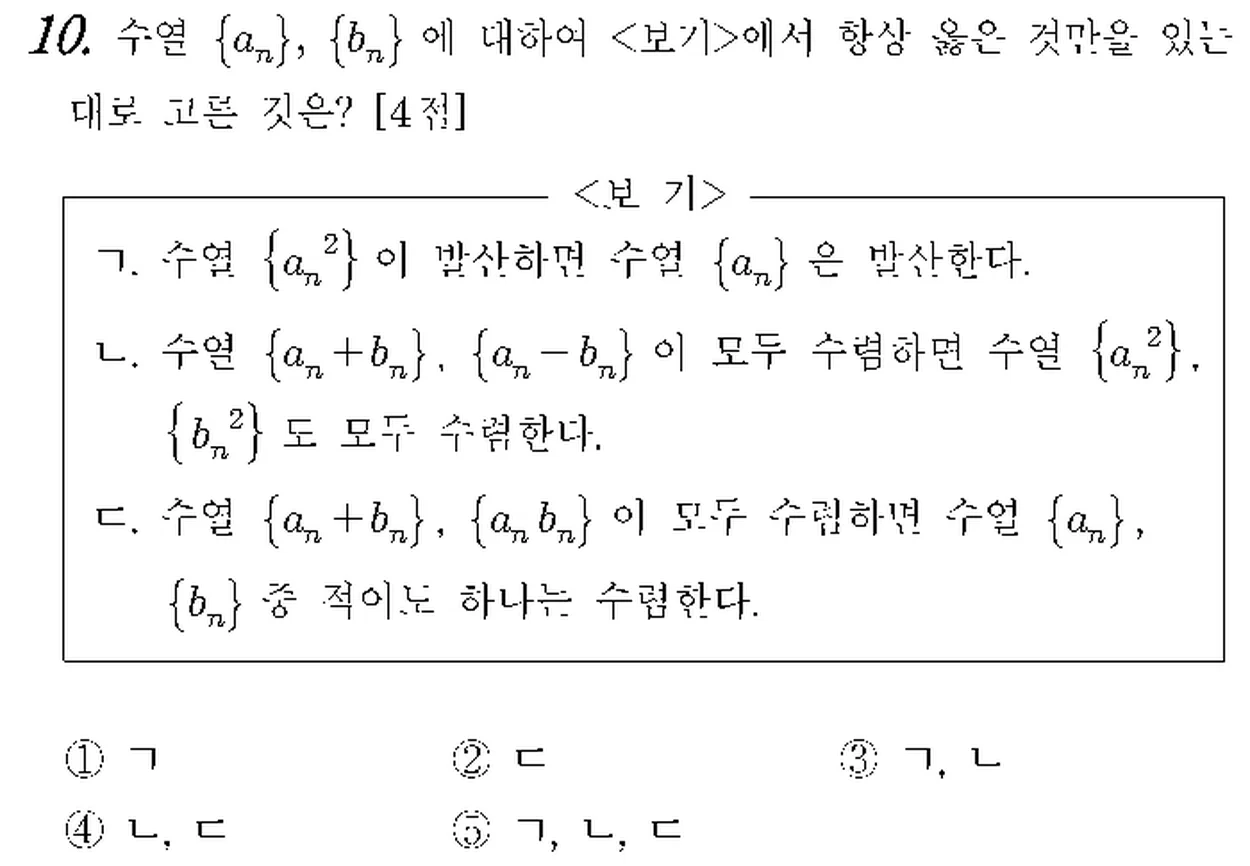 10. 수열 {aₙ}, {bₙ} 에 대하여 <보기>에서 항상 옳은 것만을 있는
대로 고른 것은? [4점]
<보 기>
ㄱ. 수열 {aₙ²} 이 발산하면 수열 {aₙ} 은 발산한다.
ㄴ. 수열 {aₙ+bₙ}, {aₙ−bₙ} 이 모두 수렴하면 수열 {aₙ²},
{bₙ²} 도 모두 수렴한다.
ㄷ. 수열 {aₙ+bₙ}, {aₙbₙ} 이 모두 수렴하면 수열 {aₙ},
{bₙ} 중 적어도 하나는 수렴한다.
① ㄱ ② ㄷ ③ ㄱ, ㄴ
④ ㄴ, ㄷ ⑤ ㄱ, ㄴ, ㄷ